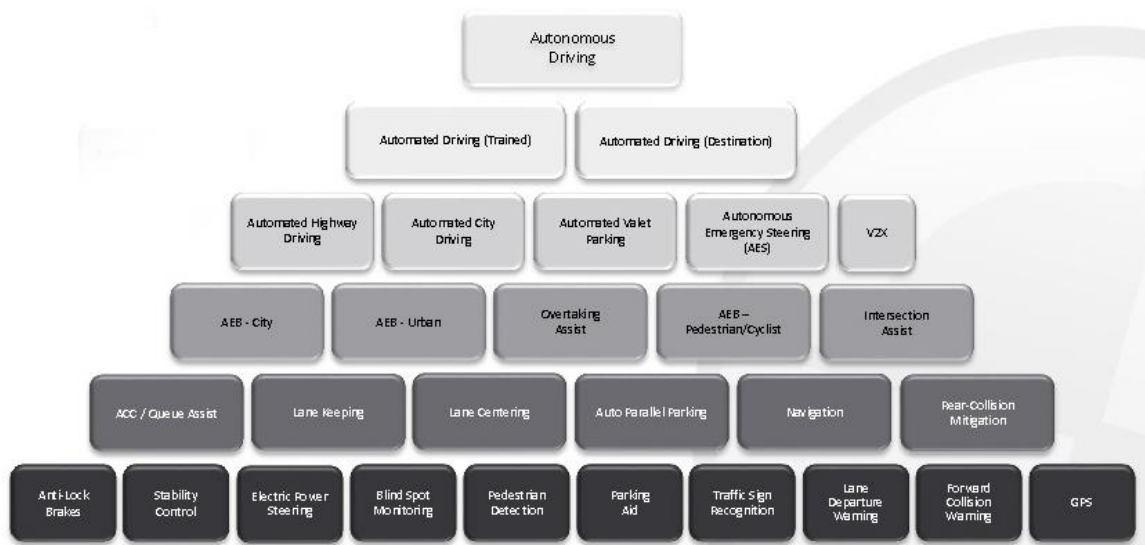 Autonomous
Driving
Automated Driving (Trained)
Automated Driving (Destination)
Automated Highway
Driving
Automated City
Driving
Automated Valet
Parking
Autonomous
Emergency Steering
(AES)
V2X
AEB - City
AEB - Urban
Overtaking
Assist
AEB –
Pedestrian/Cyclist
Intersection
Assist
ACC / Queue Assist
Lane Keeping
Lane Centering
Auto Parallel Parking
Navigation
Rear-Collision
Mitigation
Anti-Lock
Brakes
Stability
Control
Electric Power
Steering
Blind Spot
Monitoring
Pedestrian
Detection
Parking
Aid
Traffic Sign
Recognition
Lane
Departure
Warning
Forward
Collision
Warning
GPS